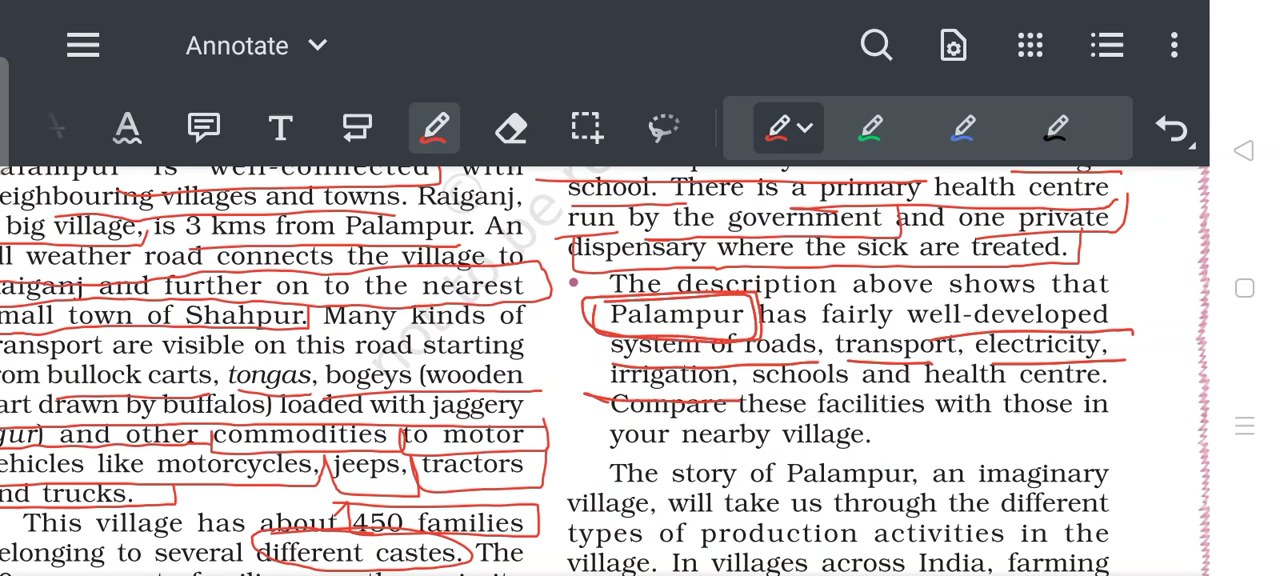 Annotate
T
Palampur is well-connected with
neighbouring villages and towns. Raiganj,
big village, is 3 kms from Palampur. An
ll weather road connects the village to
aiganj and further on to the nearest
mall town of Shahpur. Many kinds of
ransport are visible on this road starting
rom bullock carts, tongas, bogeys (wooden
art drawn by buffalos) loaded with jaggery
gur) and other commodities to motor
ehicles like motorcycles, jeeps, tractors
nd trucks.
This village has about 450 families
elonging to several different castes. The
school. There is a primary health centre
run by the government and one private
dispensary where the sick are treated.
• The description above shows that
Palampur has fairly well-developed
system of roads, transport, electricity,
irrigation, schools and health centre.
Compare these facilities with those in
your nearby village.
The story of Palampur, an imaginary
village, will take us through the different
types of production activities in the
village. In villages across India, farming